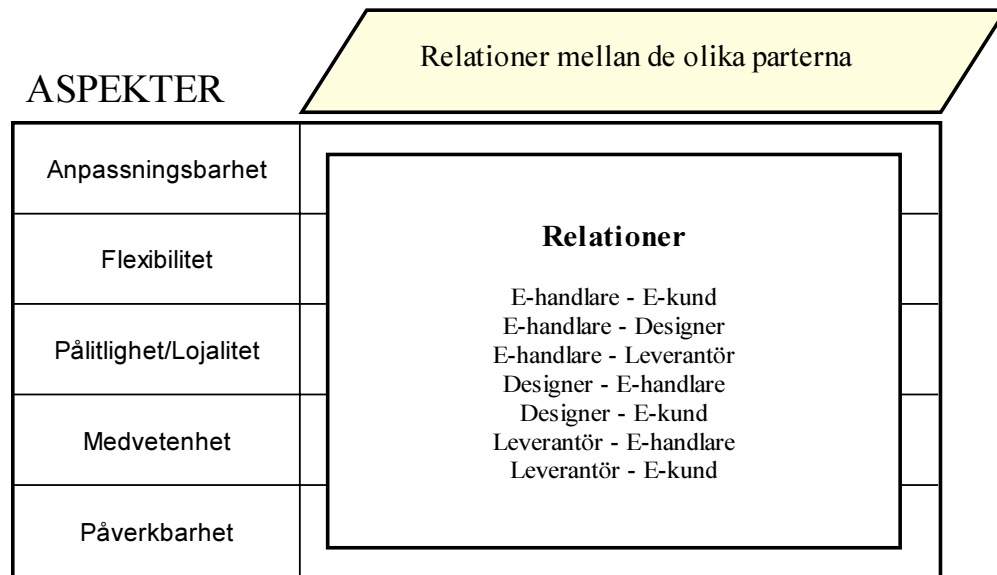 Relationer mellan de olika parterna
ASPEKTER
Anpassningsbarhet
Flexibilitet
Pålitlighet/Lojalitet
Medvetenhet
Påverkbarhet
Relationer
E-handlare - E-kund
E-handlare - Designer
E-handlare - Leverantör
Designer - E-handlare
Designer - E-kund
Leverantör - E-handlare
Leverantör - E-kund